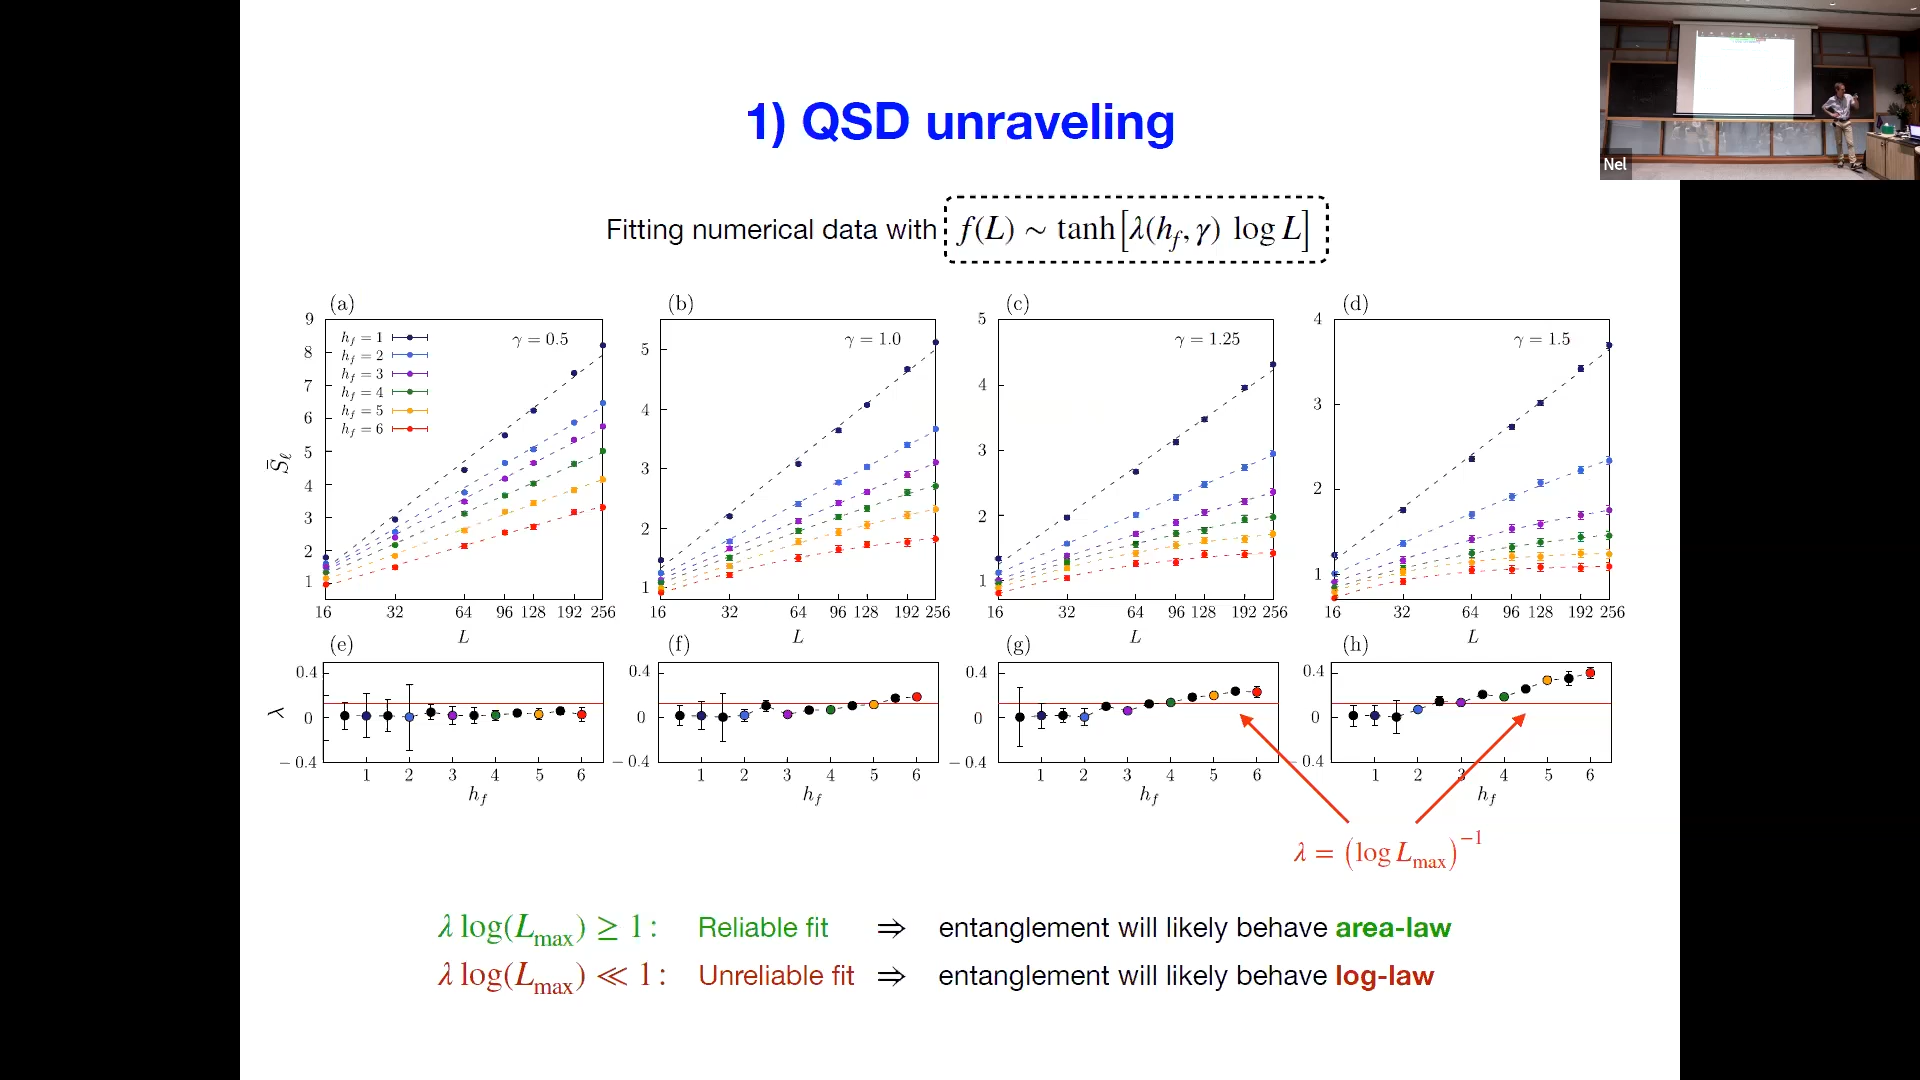 1) QSD unraveling
Fitting numerical data with f(L) ~ tanh[λ(h_f, γ) log L]
(a) (b) (c) (d)
9 8 7 6 5 4 3 2 1
S̄_ℓ
h_f = 1
h_f = 2
h_f = 3
h_f = 4
h_f = 5
h_f = 6
γ = 0.5
16 32 64 96 128 192 256
L
5 4 3 2 1
γ = 1.0
16 32 64 96 128 192 256
L
5 4 3 2 1
γ = 1.25
16 32 64 96 128 192 256
L
4 3 2 1
γ = 1.5
16 32 64 96 128 192 256
L
(e) (f) (g) (h)
λ
0.4 0 −0.4
1 2 3 4 5 6
h_f
0.4 0 −0.4
1 2 3 4 5 6
h_f
0.4 0 −0.4
1 2 3 4 5 6
h_f
0.4 0 −0.4
1 2 3 4 5 6
h_f
λ = (log L_max)^−1
λ log(L_max) ≥ 1 : Reliable fit ⇒ entanglement will likely behave area-law
λ log(L_max) ≪ 1 : Unreliable fit ⇒ entanglement will likely behave log-law
Nel